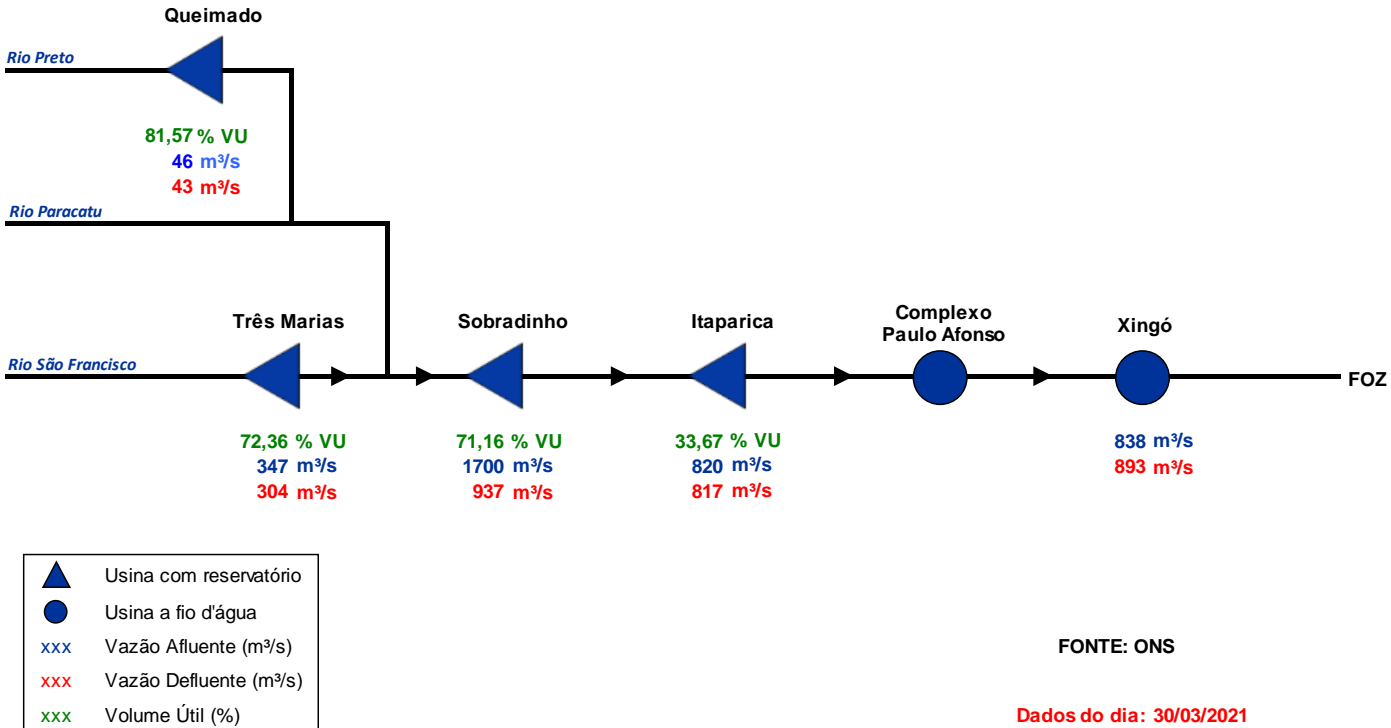 Queimado
Rio Preto
81,57 % VU
46 m³/s
43 m³/s
Rio Paracatu
Três Marias
Sobradinho
Itaparica
Complexo
Paulo Afonso
Xingó
Rio São Francisco
FOZ
72,36 % VU
347 m³/s
304 m³/s
71,16 % VU
1700 m³/s
937 m³/s
33,67 % VU
820 m³/s
817 m³/s
838 m³/s
893 m³/s
Usina com reservatório
Usina a fio d'água
xxx Vazão Afluente (m³/s)
xxx Vazão Defluente (m³/s)
xxx Volume Útil (%)
FONTE: ONS
Dados do dia: 30/03/2021